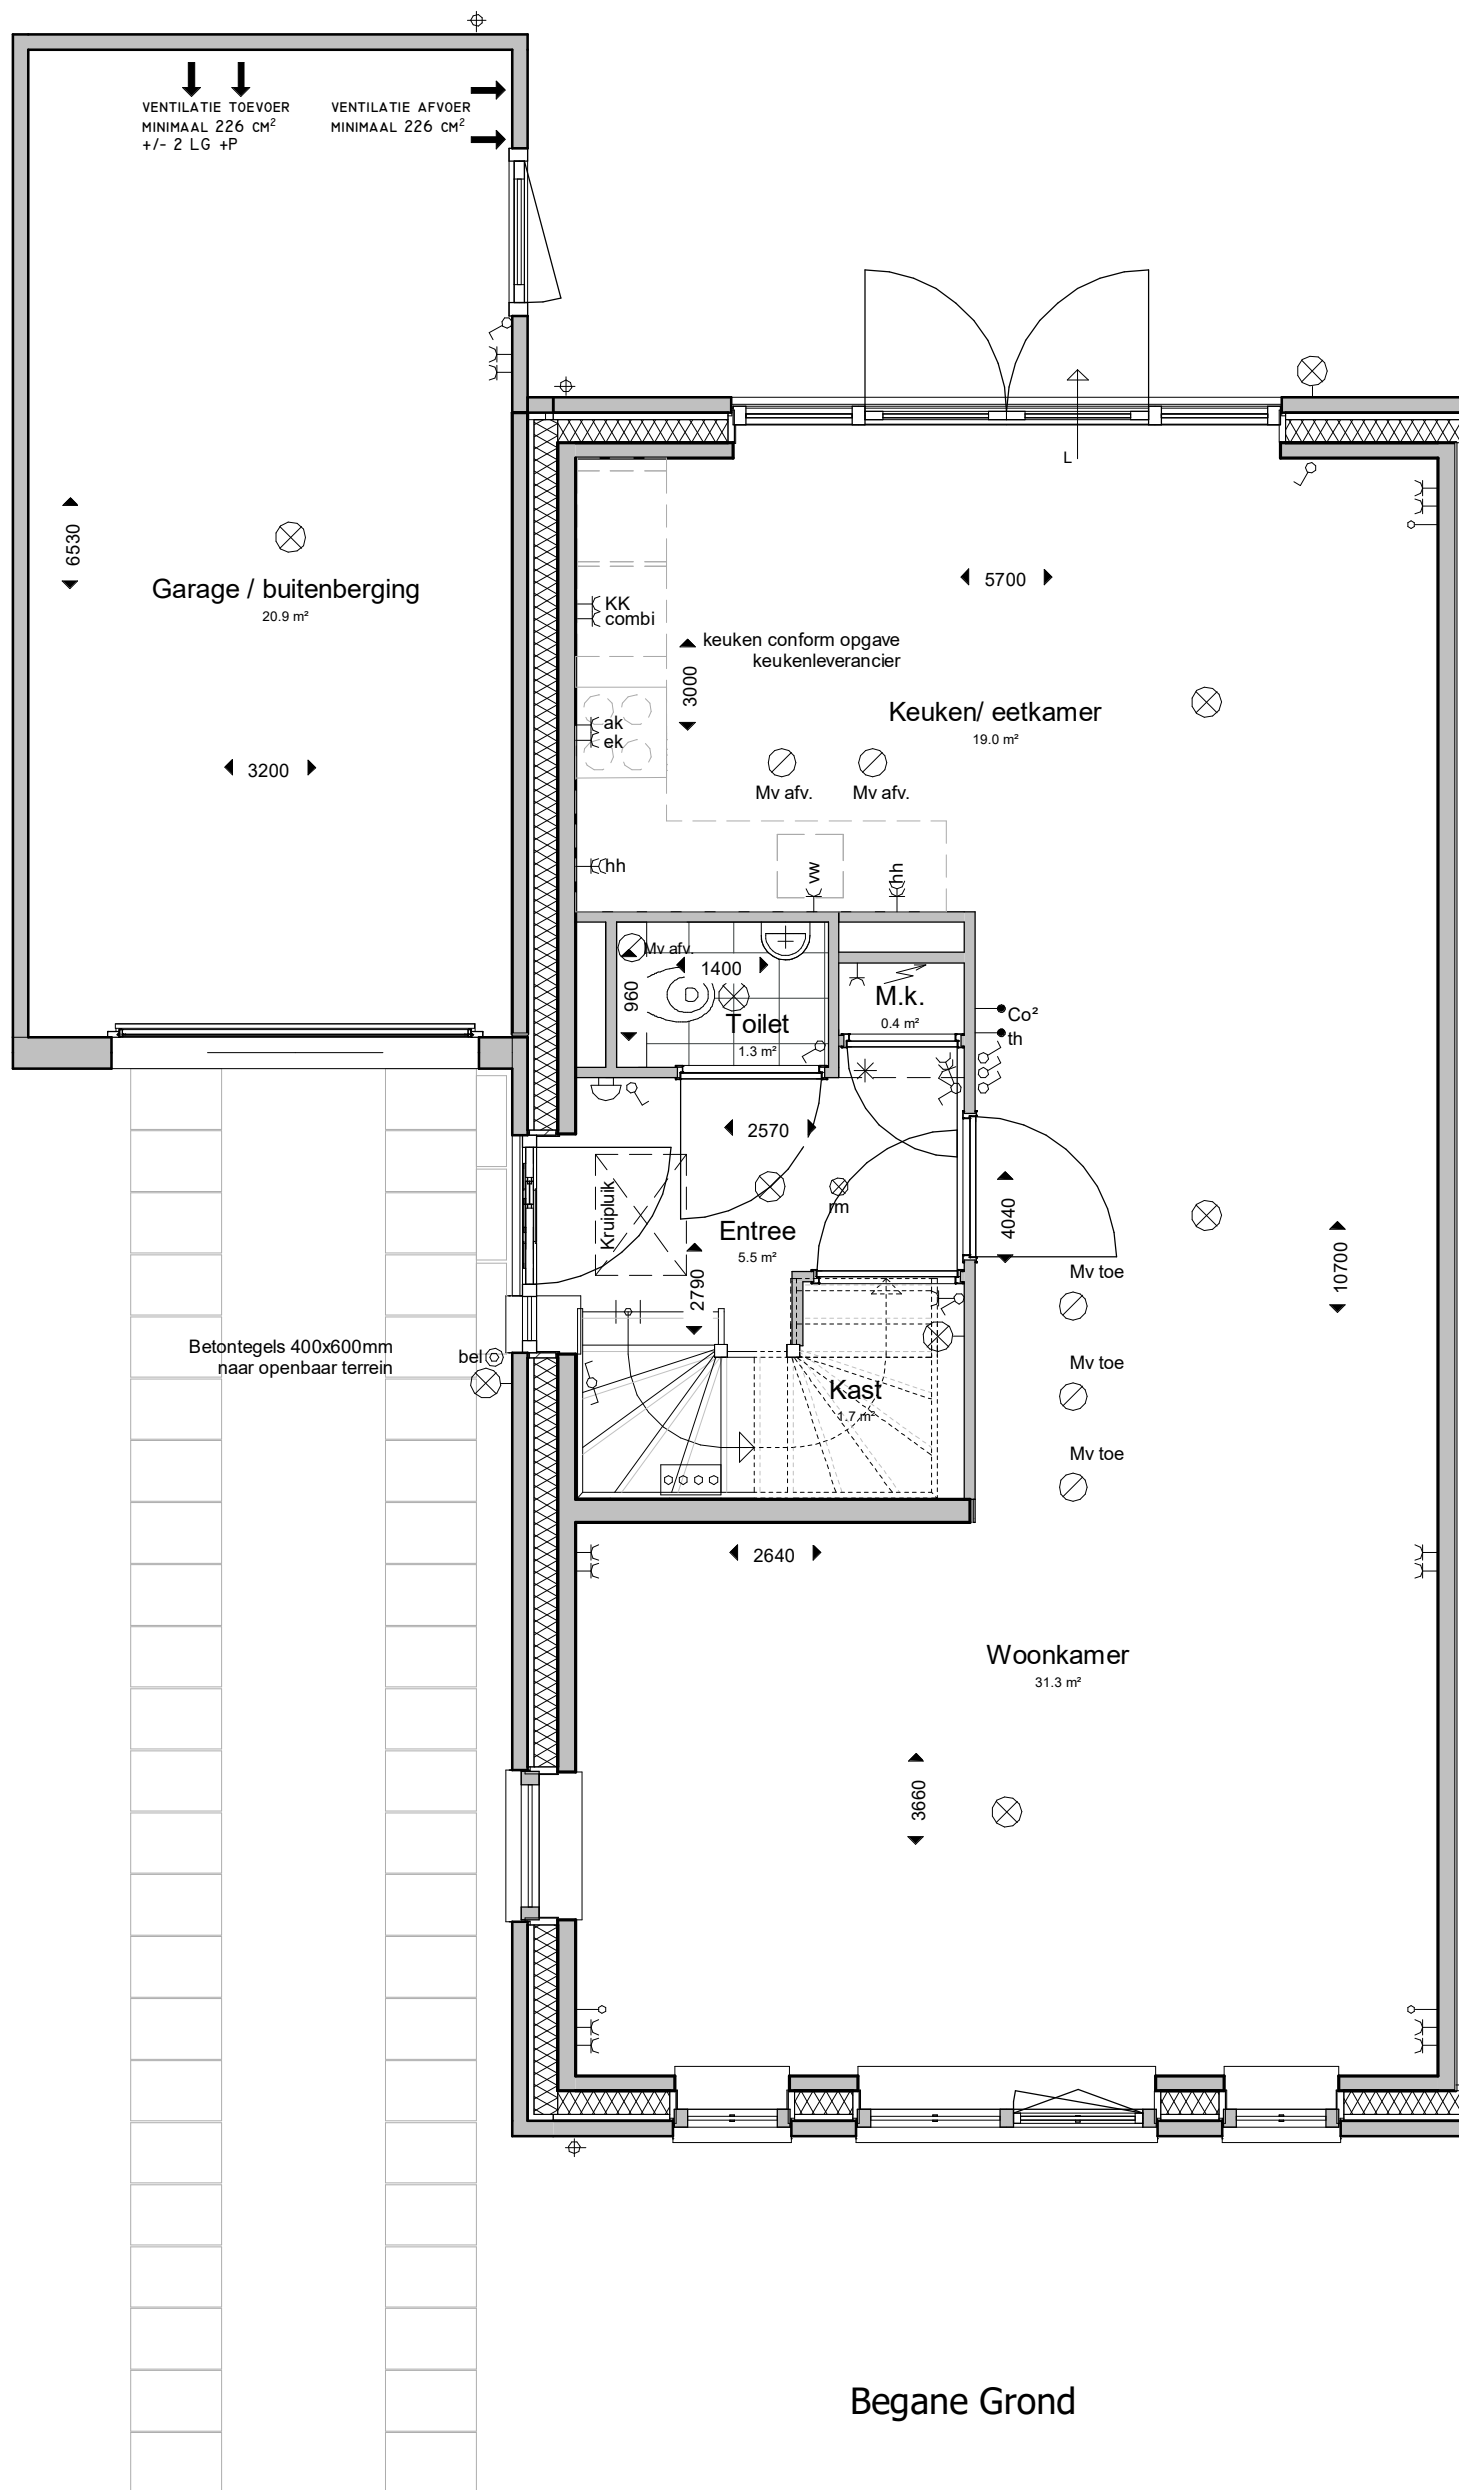 VENTILATIE TOEVOER
MINIMAAL 226 CM²
+/- 2 LG +P
VENTILATIE AFVOER
MINIMAAL 226 CM²
L
6530
Garage / buitenberging
20.9 m²
3200
5700
KK
combi
keuken conform opgave
keukenleverancier
3000
ak
ek
Keuken/ eetkamer
19.0 m²
Mv afv.
Mv afv.
hh
vw
hh
Mv afv.
1400
960
Toilet
1.3 m²
M.k.
0.4 m²
Co²
th
2570
Kruipluik
rm
Entree
5.5 m²
4040
2790
10700
Mv toe
Mv toe
Mv toe
Betontegels 400x600mm
naar openbaar terrein
bel
Kast
1.7 m²
2640
Woonkamer
31.3 m²
3660
Begane Grond